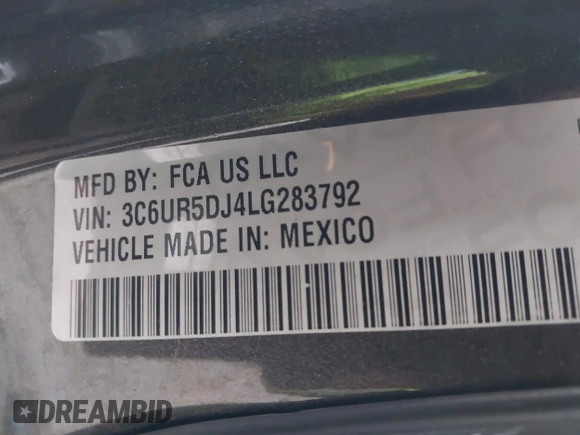 MFD BY: FCA US LLC
VIN: 3C6UR5DJ4LG283792
VEHICLE MADE IN: MEXICO
DREAMBID